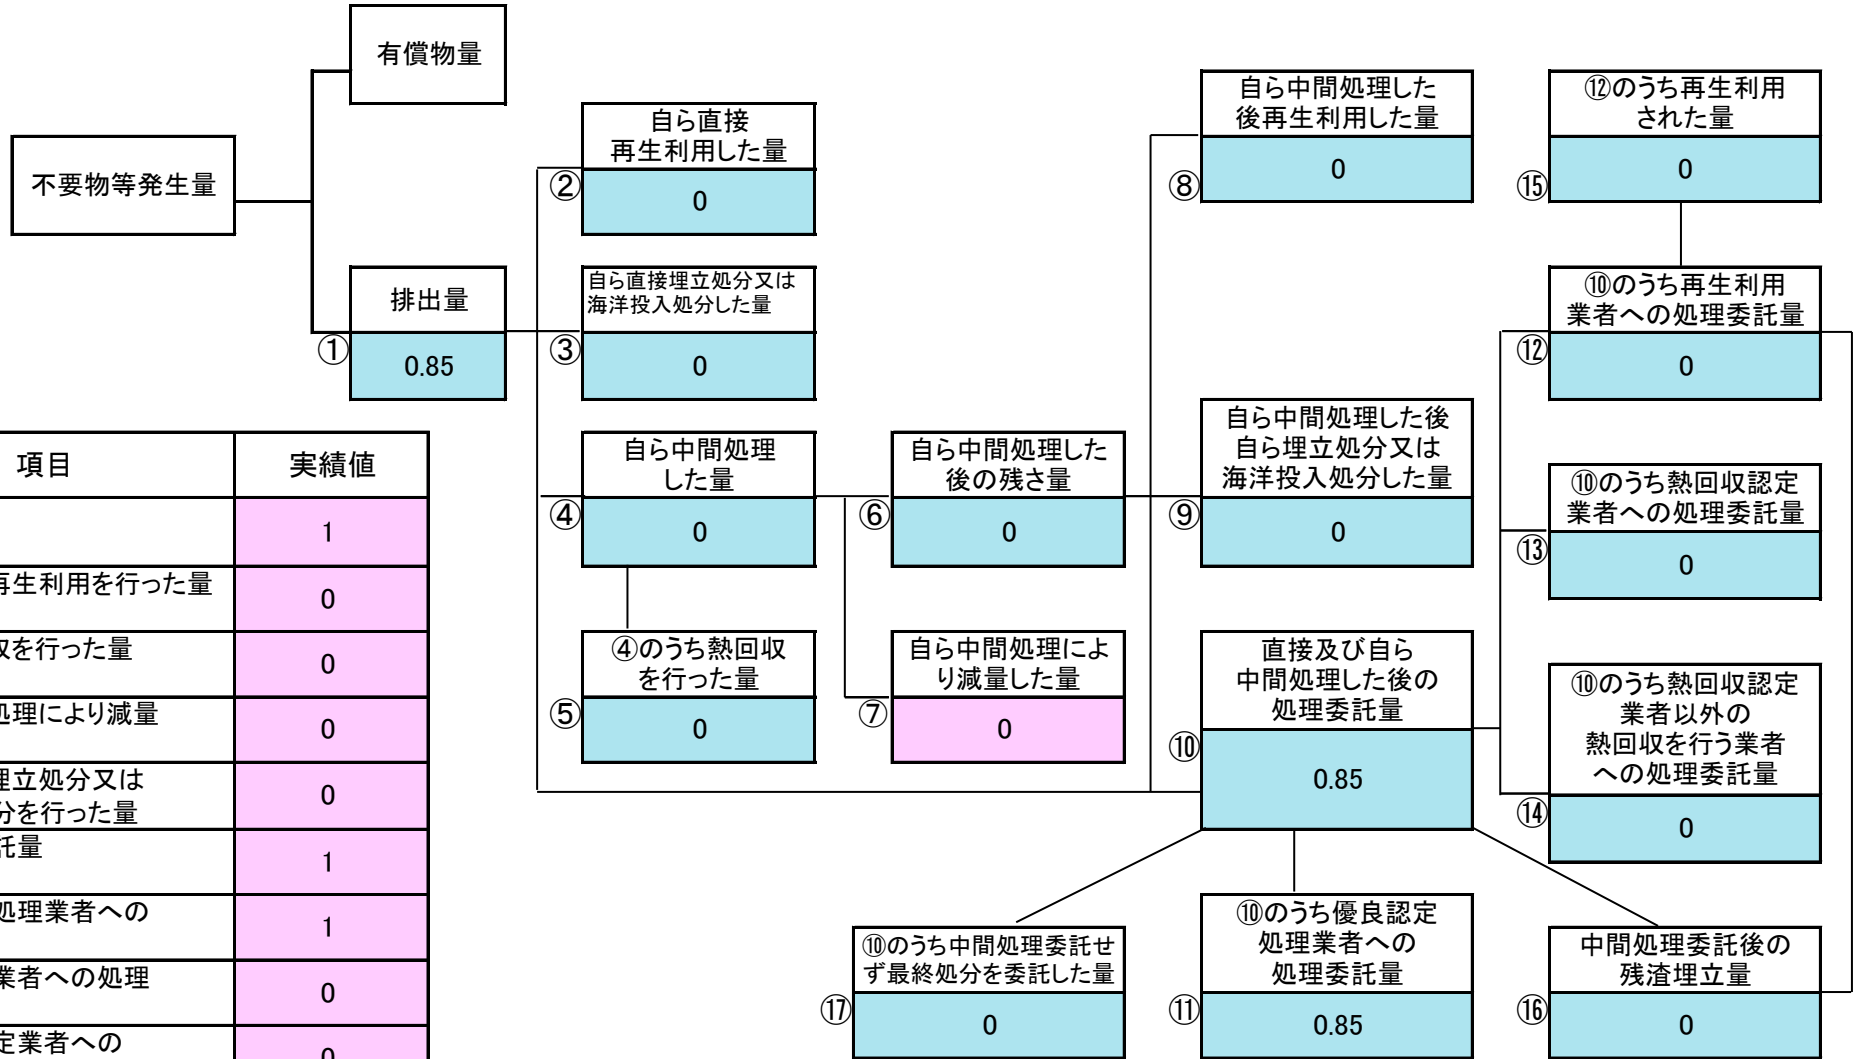 有償物量
不要物等発生量
排出量
①
0.85
自ら直接
再生利用した量
②
0
自ら直接埋立処分又は
海洋投入処分した量
③
0
自ら中間処理
した量
④
0
④のうち熱回収
を行った量
⑤
0
自ら中間処理した
後の残さ量
⑥
0
自ら中間処理によ
り減量した量
⑦
0
自ら中間処理した
後再生利用した量
⑧
0
自ら中間処理した後
自ら埋立処分又は
海洋投入処分した量
⑨
0
直接及び自ら
中間処理した後の
処理委託量
⑩
0.85
⑩のうち優良認定
処理業者への
処理委託量
⑪
0.85
⑫のうち再生利用
された量
⑮
0
⑩のうち再生利用
業者への処理委託量
⑫
0
⑩のうち熱回収認定
業者への処理委託量
⑬
0
⑩のうち熱回収認定
業者以外の
熱回収を行う業者
への処理委託量
⑭
0
⑩のうち中間処理委託せ
ず最終処分を委託した量
⑰
0
中間処理委託後の
残渣埋立量
⑯
0
項目 実績値
1
再生利用を行った量 0
を行った量 0
処理により減量 0
埋立処分又は
分を行った量 0
託量 1
処理業者への 1
業者への処理 0
定業者への 0